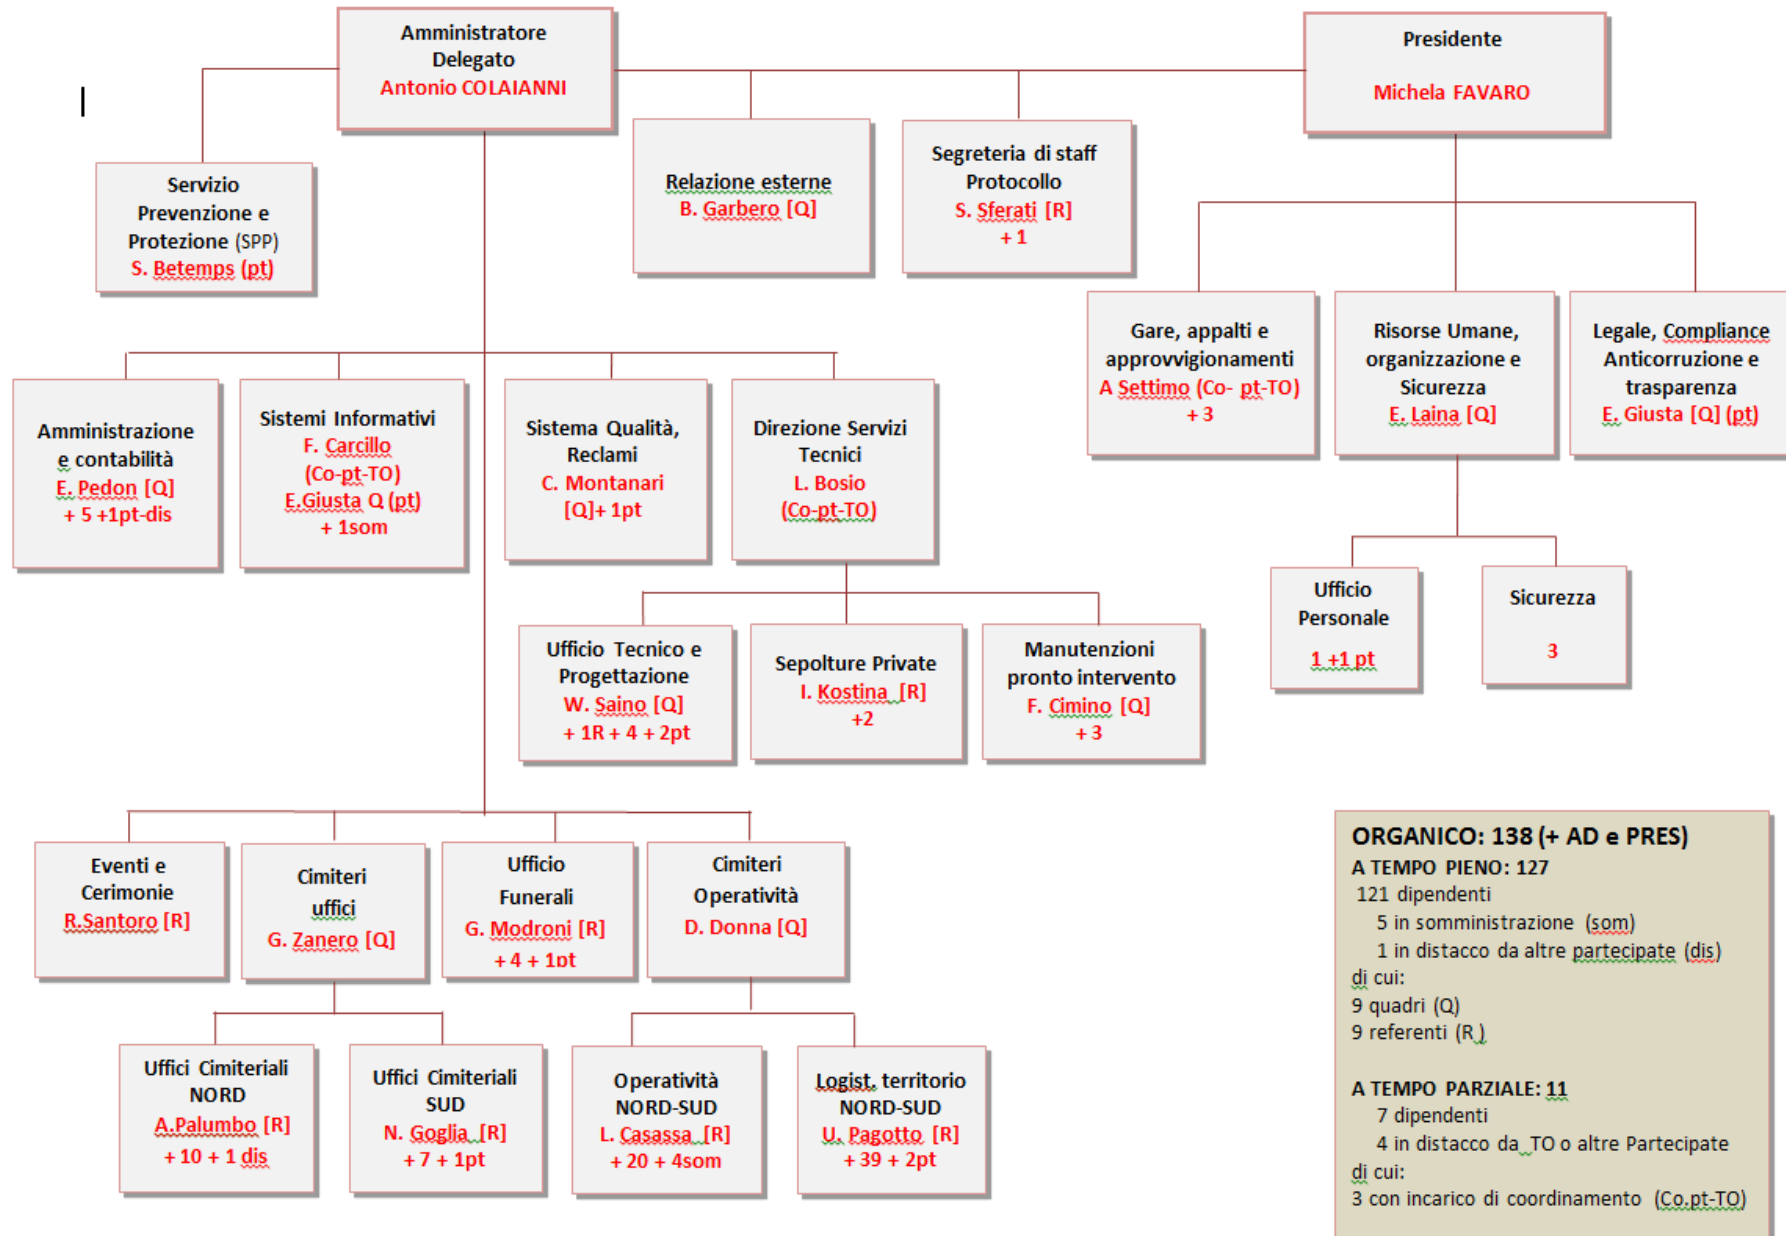 Amministratore
Delegato
Antonio COLAIANNI
Presidente
Michela FAVARO
Servizio
Prevenzione e
Protezione (SPP)
S. Betemps (pt)
Relazione esterne
B. Garbero [Q]
Segreteria di staff
Protocollo
S. Sferati [R]
+ 1
Gare, appalti e
approvvigionamenti
A Settimo (Co- pt-TO)
+ 3
Risorse Umane,
organizzazione e
Sicurezza
E. Laina [Q]
Legale, Compliance
Anticorruzione e
trasparenza
E. Giusta [Q] (pt)
Amministrazione
e contabilità
E. Pedon [Q]
+ 5 +1pt-dis
Sistemi Informativi
F. Carcillo
(Co-pt-TO)
E.Giusta Q (pt)
+ 1som
Sistema Qualità,
Reclami
C. Montanari
[Q]+ 1pt
Direzione Servizi
Tecnici
L. Bosio
(Co-pt-TO)
Ufficio
Personale
1 +1 pt
Sicurezza
3
Ufficio Tecnico e
Progettazione
W. Saino [Q]
+ 1R + 4 + 2pt
Sepolture Private
I. Kostina [R]
+2
Manutenzioni
pronto intervento
F. Cimino [Q]
+ 3
Eventi e
Cerimonie
R.Santoro [R]
Cimiteri
uffici
G. Zanero [Q]
Ufficio
Funerali
G. Modroni [R]
+ 4 + 1pt
Cimiteri
Operatività
D. Donna [Q]
Uffici Cimiteriali
NORD
A.Palumbo [R]
+ 10 + 1 dis
Uffici Cimiteriali
SUD
N. Goglia [R]
+ 7 + 1pt
Operatività
NORD-SUD
L. Casassa [R]
+ 20 + 4som
Logist. territorio
NORD-SUD
U. Pagotto [R]
+ 39 + 2pt
ORGANICO: 138 (+ AD e PRES)
A TEMPO PIENO: 127
121 dipendenti
5 in somministrazione (som)
1 in distacco da altre partecipate (dis)
di cui:
9 quadri (Q)
9 referenti (R )
A TEMPO PARZIALE: 11
7 dipendenti
4 in distacco da TO o altre Partecipate
di cui:
3 con incarico di coordinamento (Co.pt-TO)